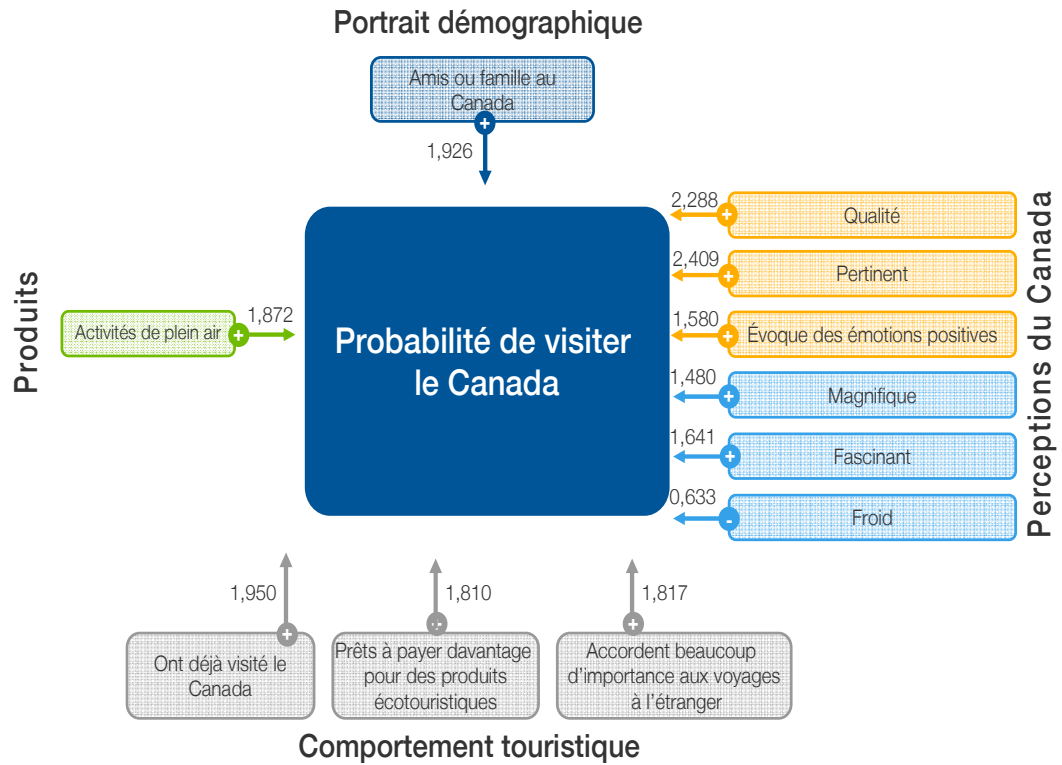 Portrait démographique
Amis ou famille au
Canada
+
1,926
Produits
Activités de plein air
+
1,872
Probabilité de visiter
le Canada
Perceptions du Canada
2,288
+
Qualité
2,409
+
Pertinent
1,580
+
Évoque des émotions positives
1,480
+
Magnifique
1,641
+
Fascinant
0,633
-
Froid
1,950
+
Ont déjà visité le
Canada
1,810
+
Prêts à payer davantage
pour des produits
écotouristiques
1,817
+
Accordent beaucoup
d'importance aux voyages
à l'étranger
Comportement touristique